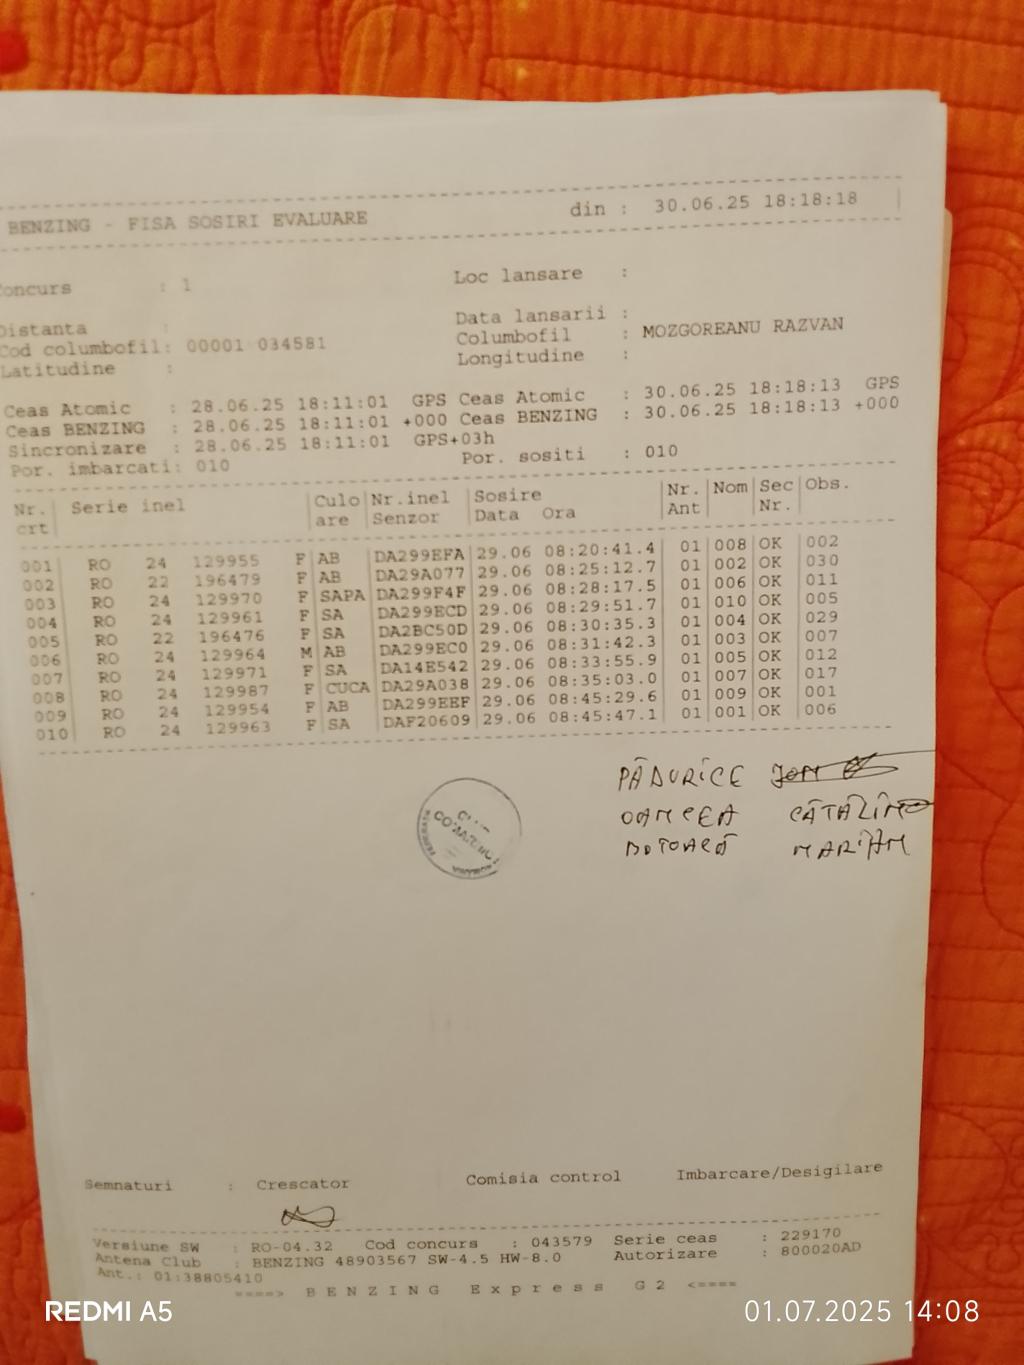 BENZING - FISA SOSIRI EVALUARE din : 30.06.25 18:18:18
oncurs : 1 Loc lansare :
Distanta : Data lansarii :
Cod columbofil: 00001 034581 Columbofil : MOZGOREANU RAZVAN
Latitudine : Longitudine :
Ceas Atomic : 28.06.25 18:11:01 GPS Ceas Atomic : 30.06.25 18:18:13 GPS
Ceas BENZING : 28.06.25 18:11:01 +000 Ceas BENZING : 30.06.25 18:18:13 +000
Sincronizare : 28.06.25 18:11:01 GPS+03h
Por. imbarcati: 010 Por. sositi : 010
Nr. Serie inel Culo Nr.inel Sosire Nr. Nom Sec Obs.
crt are Senzor Data Ora Ant Nr.
001 RO 24 129955 F AB DA299EFA 29.06 08:20:41.4 01 008 OK 002
002 RO 22 196479 F AB DA29A077 29.06 08:25:12.7 01 002 OK 030
003 RO 24 129970 F SAPA DA299F4F 29.06 08:28:17.5 01 006 OK 011
004 RO 24 129961 F SA DA299ECD 29.06 08:29:51.7 01 010 OK 005
005 RO 22 196476 F SA DA2BC50D 29.06 08:30:35.3 01 004 OK 029
006 RO 24 129964 M AB DA299EC0 29.06 08:31:42.3 01 003 OK 007
007 RO 24 129971 F SA DA14E542 29.06 08:33:55.9 01 005 OK 012
008 RO 24 129987 F CUCA DA29A038 29.06 08:35:03.0 01 007 OK 017
009 RO 24 129954 F AB DA299EEF 29.06 08:45:29.6 01 009 OK 001
010 RO 24 129963 F SA DAF20609 29.06 08:45:47.1 01 001 OK 006
PĂDURICE ION
OANCEA CĂTĂLIN
MARIAN
Semnaturi : Crescator Comisia control Imbarcare/Desigilare
Versiune SW : RO-04.32 Cod concurs : 043579 Serie ceas : 229170
Antena Club : BENZING 48903567 SW-4.5 HW-8.0 Autorizare : 800020AD
Ant.: 01:38805410
====> BENZING Express G2 <====
REDMI A5 01.07.2025 14:08